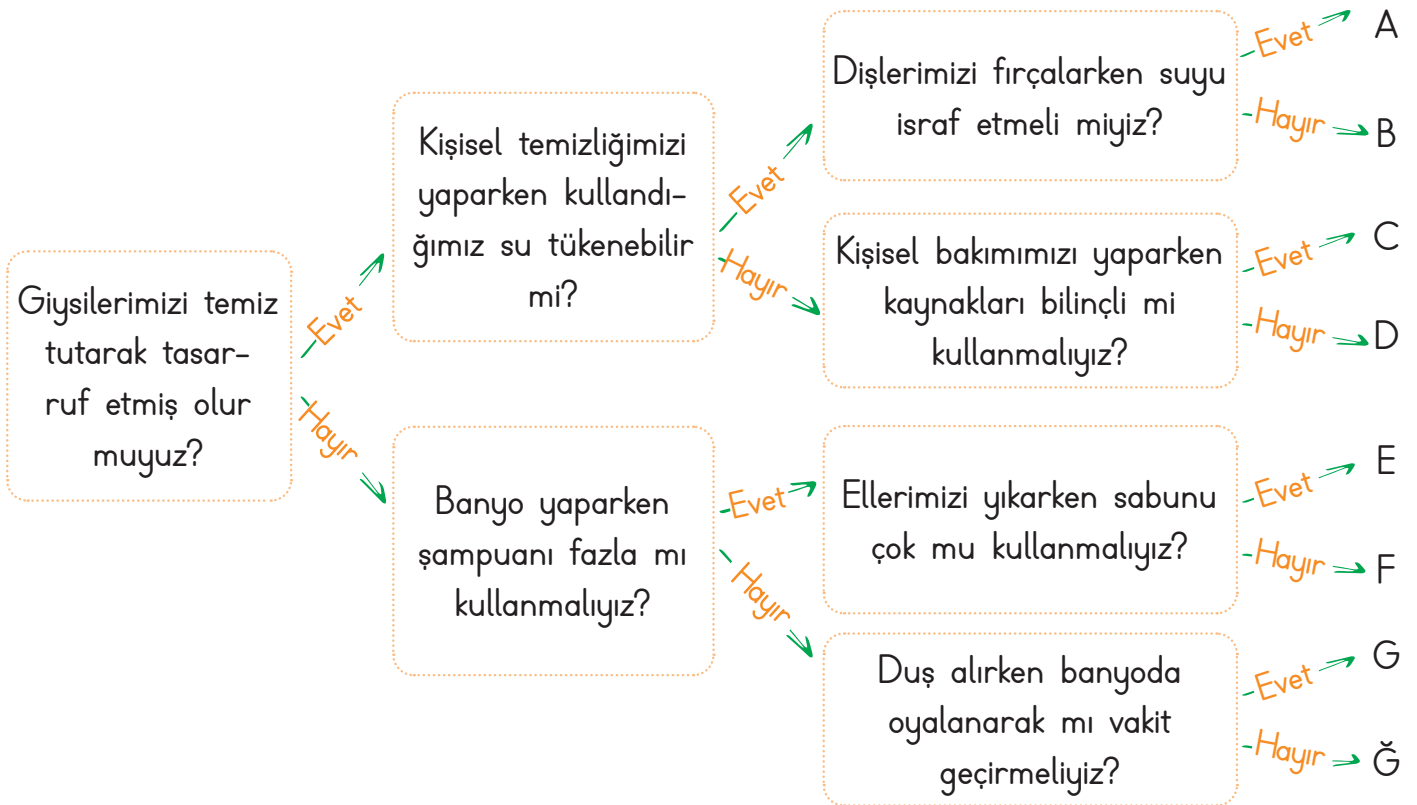 Giysilerimizi temiz
tutarak tasar-
ruf etmiş olur
muyuz?
Evet
Hayır
Kişisel temizliğimizi
yaparken kullandı-
ğımız su tükenebilir
mi?
Evet
Hayır
Banyo yaparken
şampuanı fazla mı
kullanmalıyız?
Evet
Hayır
Dişlerimizi fırçalarken suyu
israf etmeli miyiz?
Evet
A
Hayır
B
Kişisel bakımımızı yaparken
kaynakları bilinçli mi
kullanmalıyız?
Evet
C
Hayır
D
Ellerimizi yıkarken sabunu
çok mu kullanmalıyız?
Evet
E
Hayır
F
Duş alırken banyoda
oyalanarak mı vakit
geçirmeliyiz?
Evet
G
Hayır
Ğ